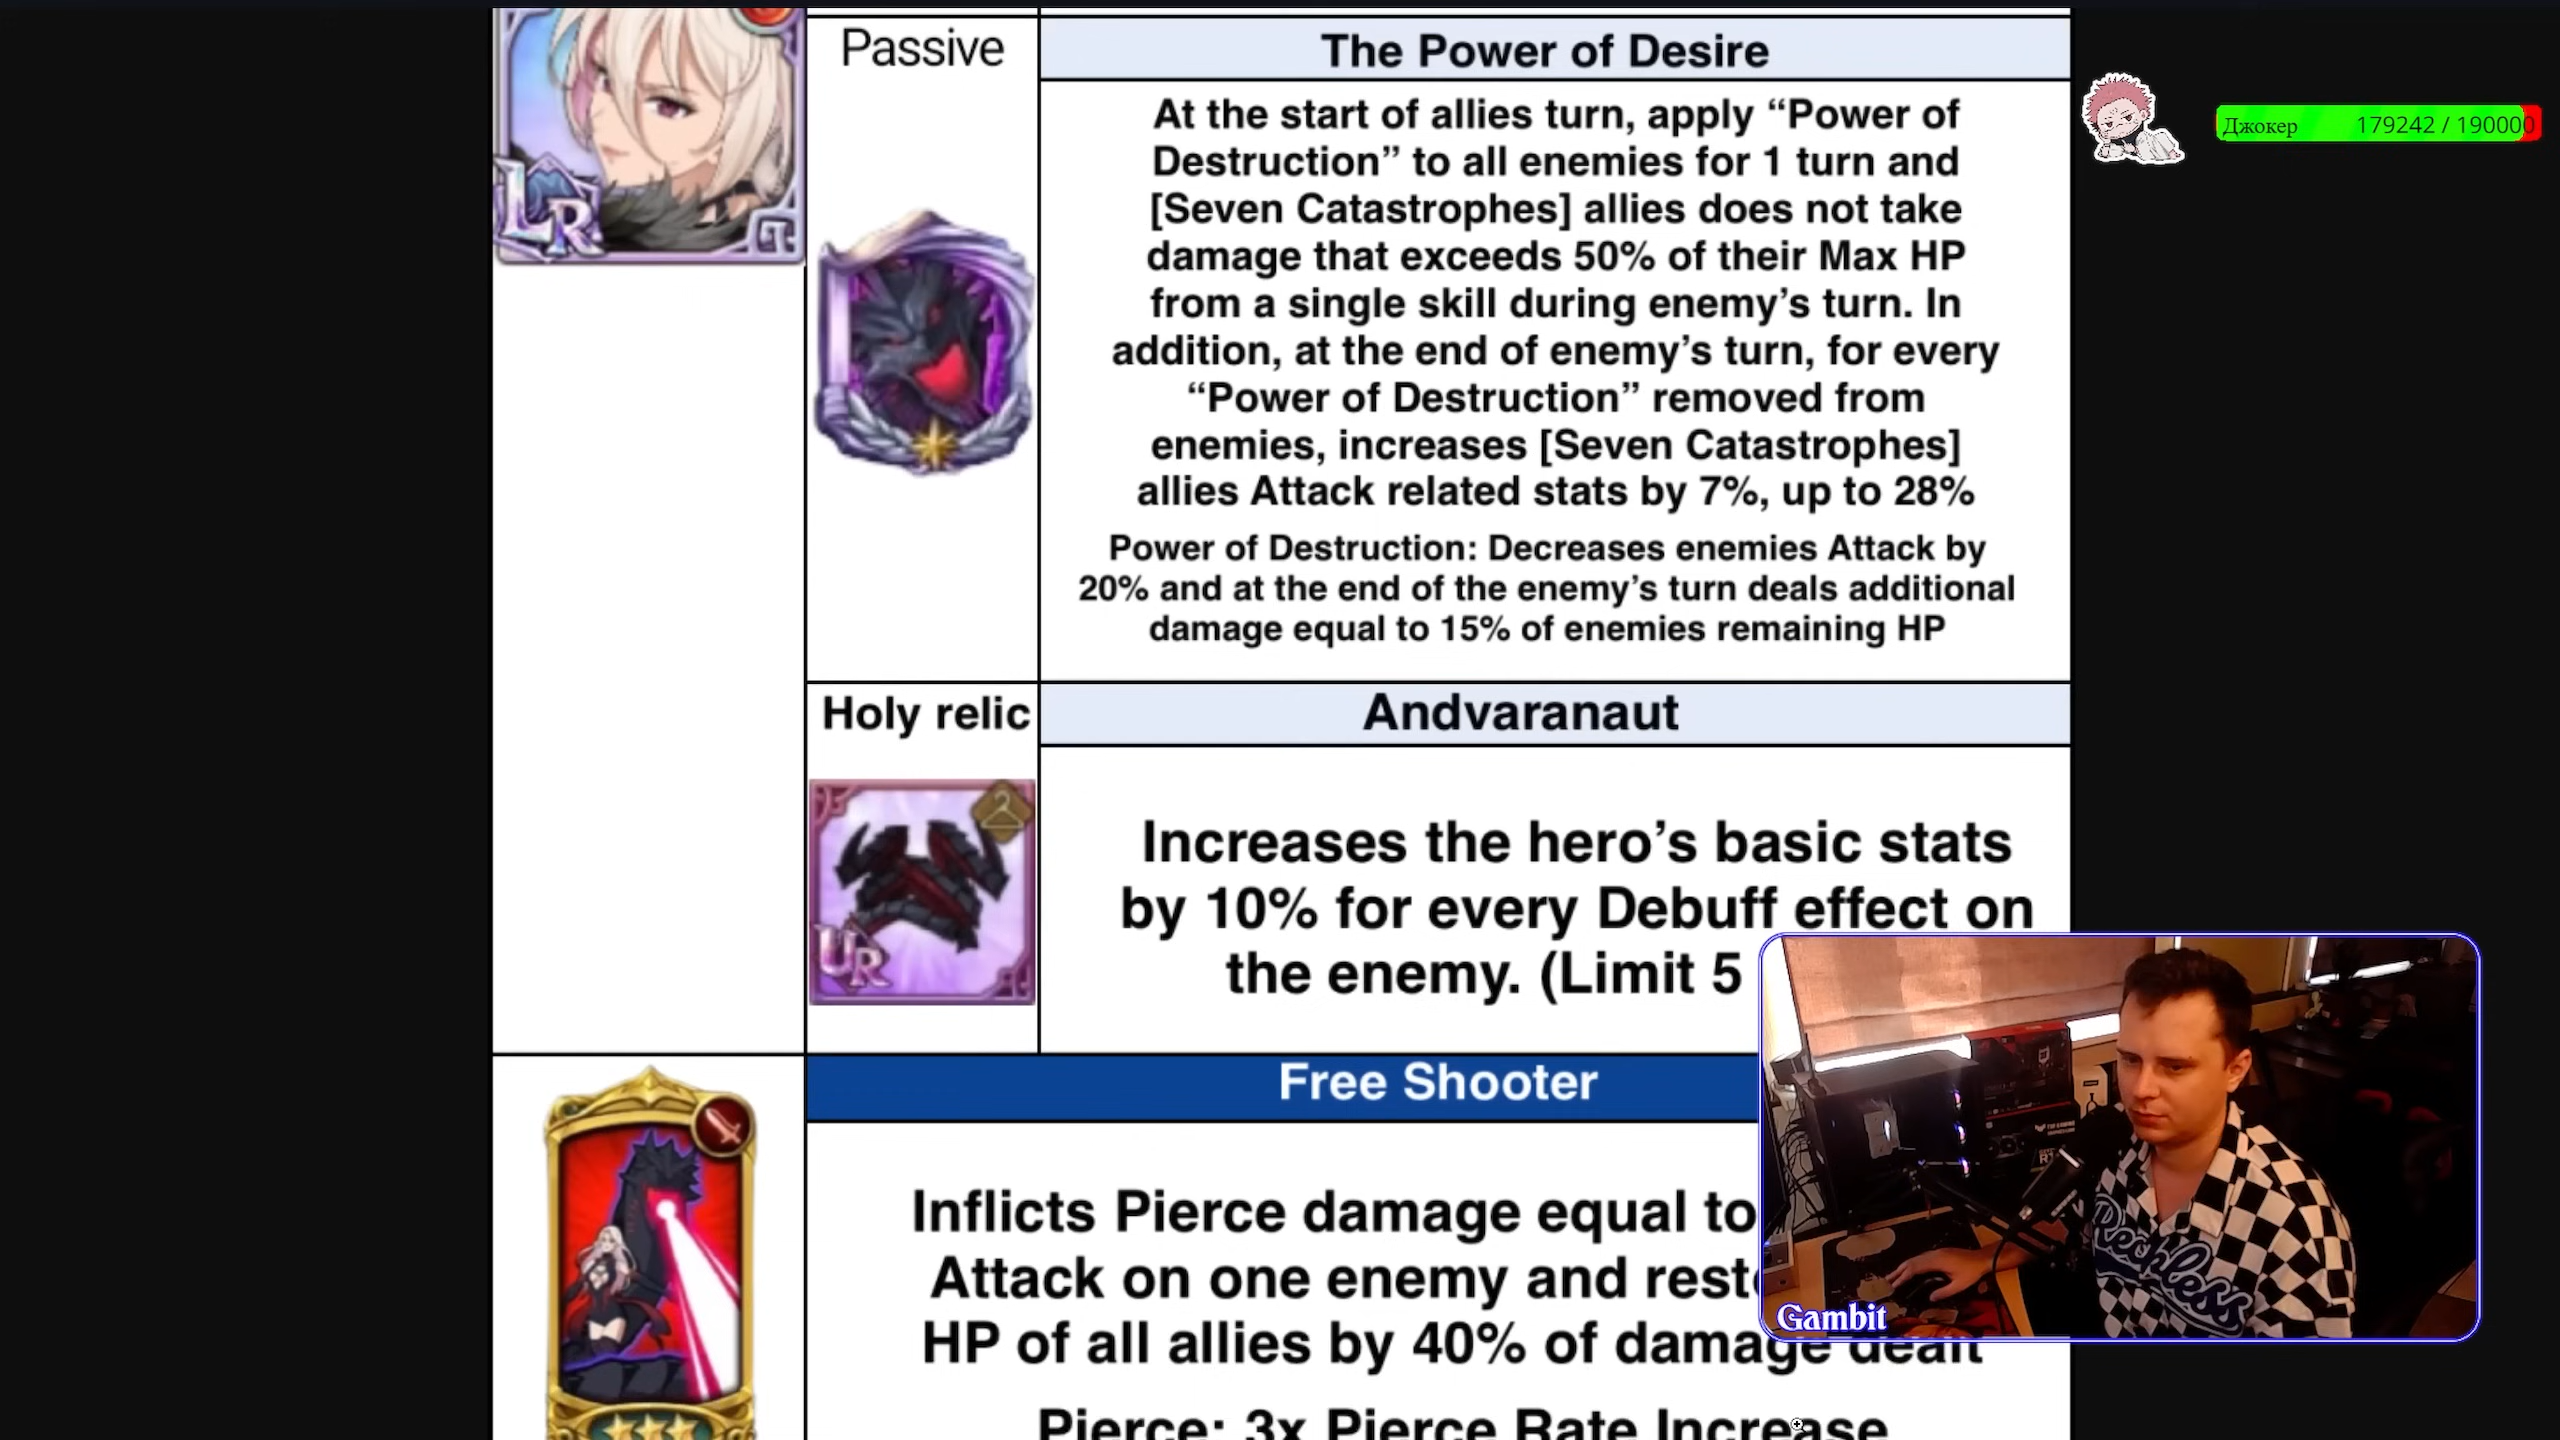 Passive
The Power of Desire
At the start of allies turn, apply “Power of
Destruction” to all enemies for 1 turn and
[Seven Catastrophes] allies does not take
damage that exceeds 50% of their Max HP
from a single skill during enemy’s turn. In
addition, at the end of enemy’s turn, for every
“Power of Destruction” removed from
enemies, increases [Seven Catastrophes]
allies Attack related stats by 7%, up to 28%
Power of Destruction: Decreases enemies Attack by
20% and at the end of the enemy’s turn deals additional
damage equal to 15% of enemies remaining HP
LR
Джокер 179242 / 190000
Holy relic
Andvaranaut
Increases the hero’s basic stats
by 10% for every Debuff effect on
the enemy. (Limit 5
UR
Free Shooter
Inflicts Pierce damage equal to
Attack on one enemy and
HP of all allies by 40% of damage dealt
Pierce: 3x Pierce Rate Increase
Reckless
Gambit